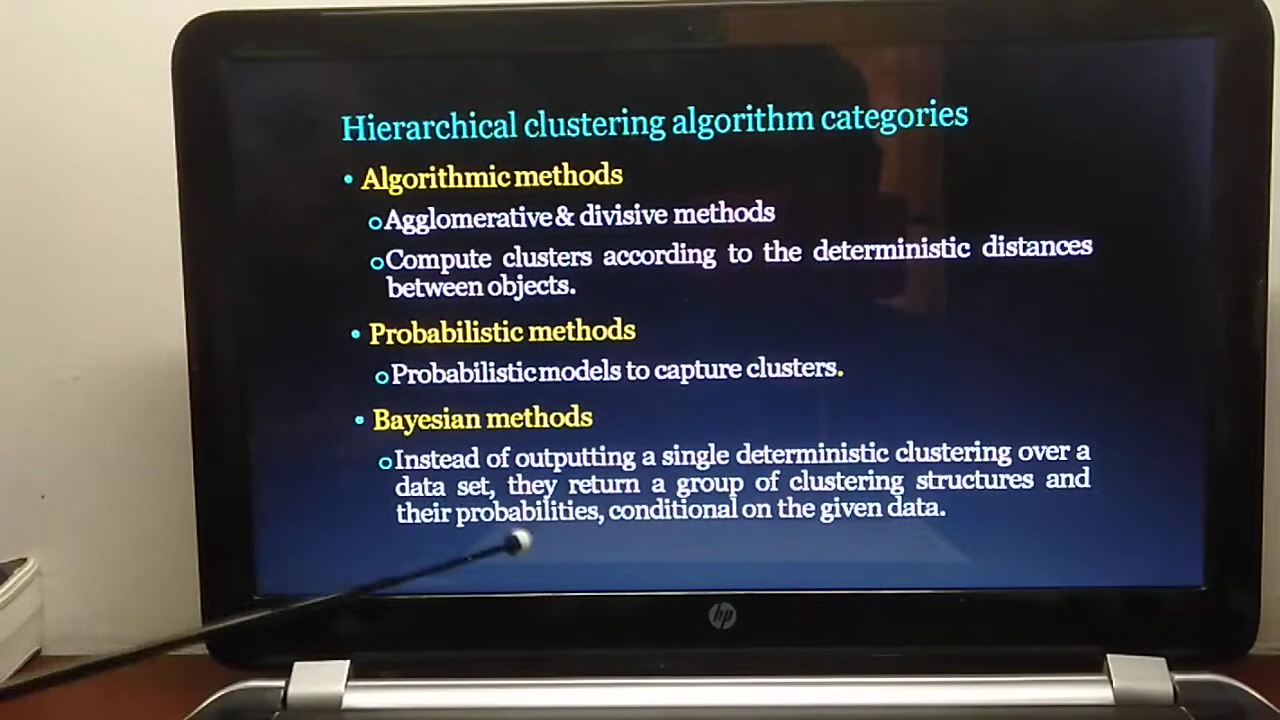 Hierarchical clustering algorithm categories
• Algorithmic methods
o Agglomerative & divisive methods
o Compute clusters according to the deterministic distances
between objects.
• Probabilistic methods
o Probabilistic models to capture clusters.
• Bayesian methods
o Instead of outputting a single deterministic clustering over a
data set, they return a group of clustering structures and
their probabilities, conditional on the given data.
hp